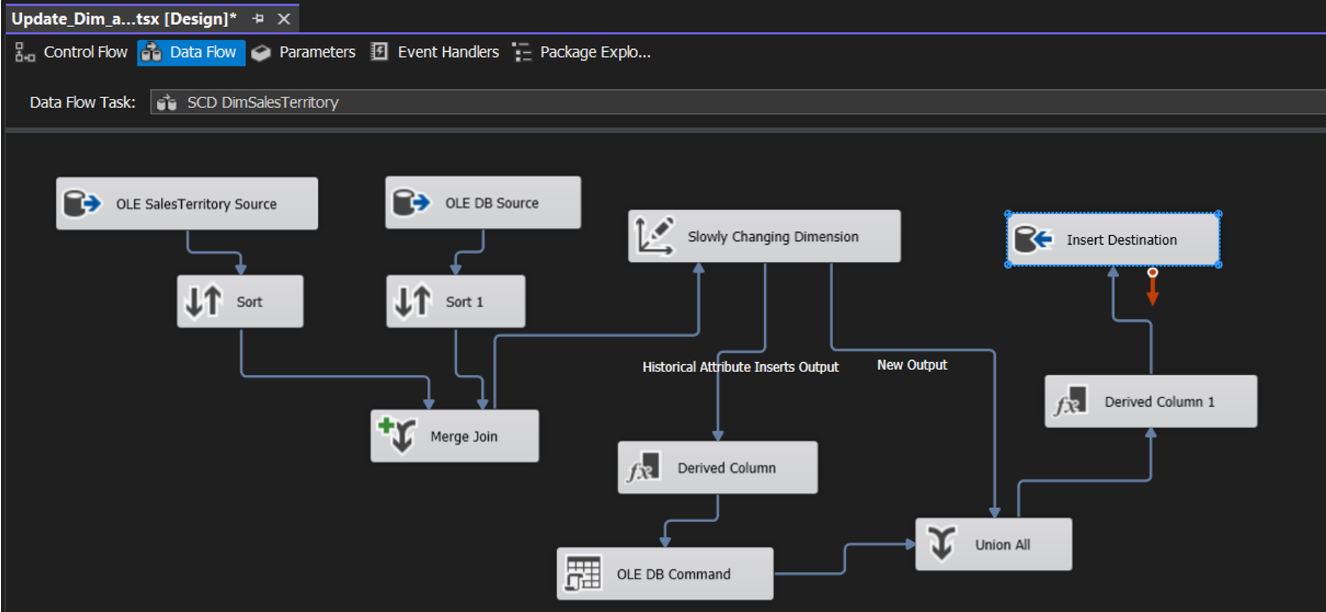 Update_Dim_a...tsx [Design]*
Control Flow
Data Flow
Parameters
Event Handlers
Package Explo...
Data Flow Task:
SCD DimSalesTerritory
OLE SalesTerritory Source
OLE DB Source
Slowly Changing Dimension
Insert Destination
Sort
Sort 1
Historical Attribute Inserts Output
New Output
Derived Column 1
Merge Join
Derived Column
Union All
OLE DB Command